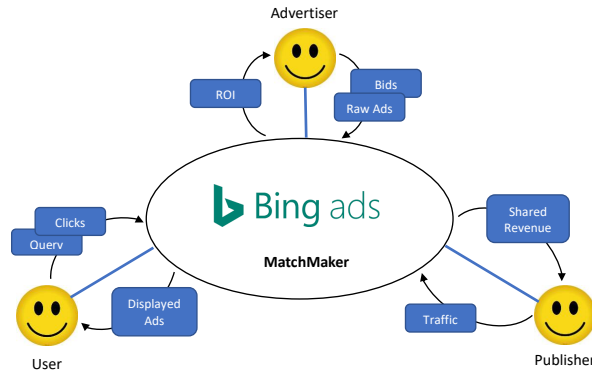 Advertiser
ROI
Bids
Raw Ads
Bing ads
MatchMaker
Clicks
Query
Displayed
Ads
User
Shared
Revenue
Traffic
Publisher